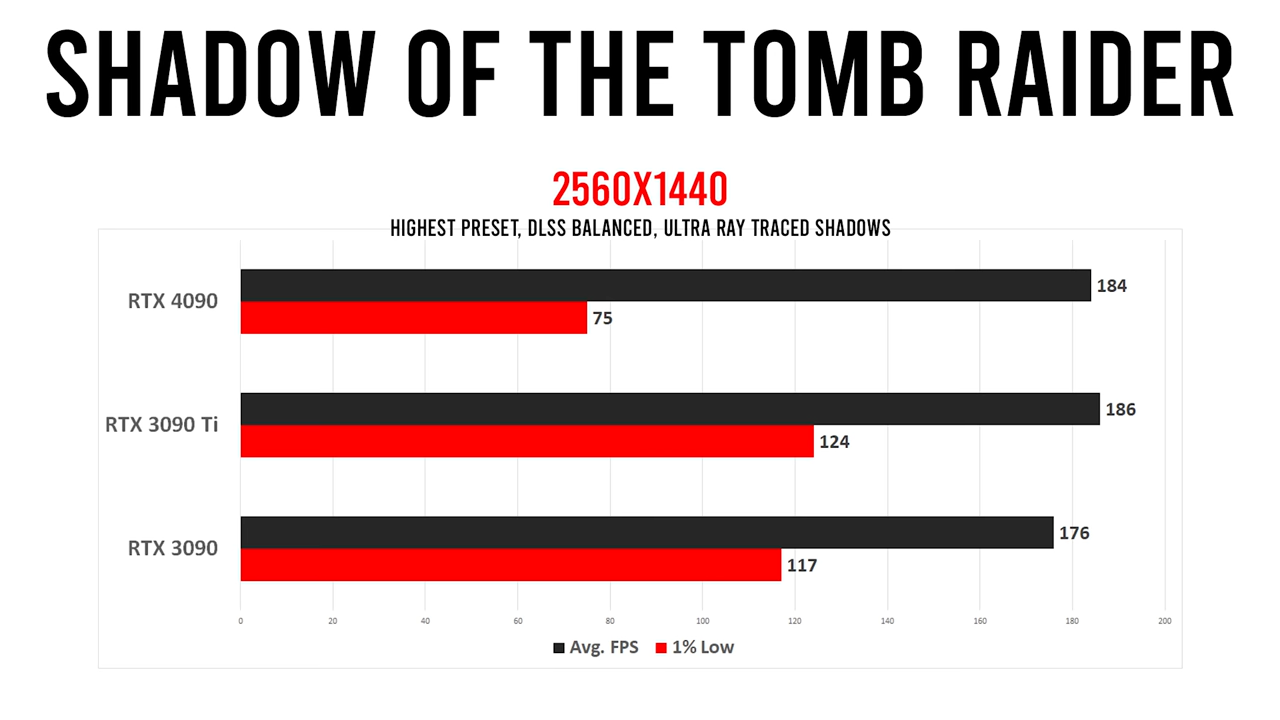 SHADOW OF THE TOMB RAIDER
2560X1440
HIGHEST PRESET, DLSS BALANCED, ULTRA RAY TRACED SHADOWS
RTX 4090
184
75
RTX 3090 Ti
186
124
RTX 3090
176
117
0 20 40 60 80 100 120 140 160 180 200
Avg. FPS 1% Low